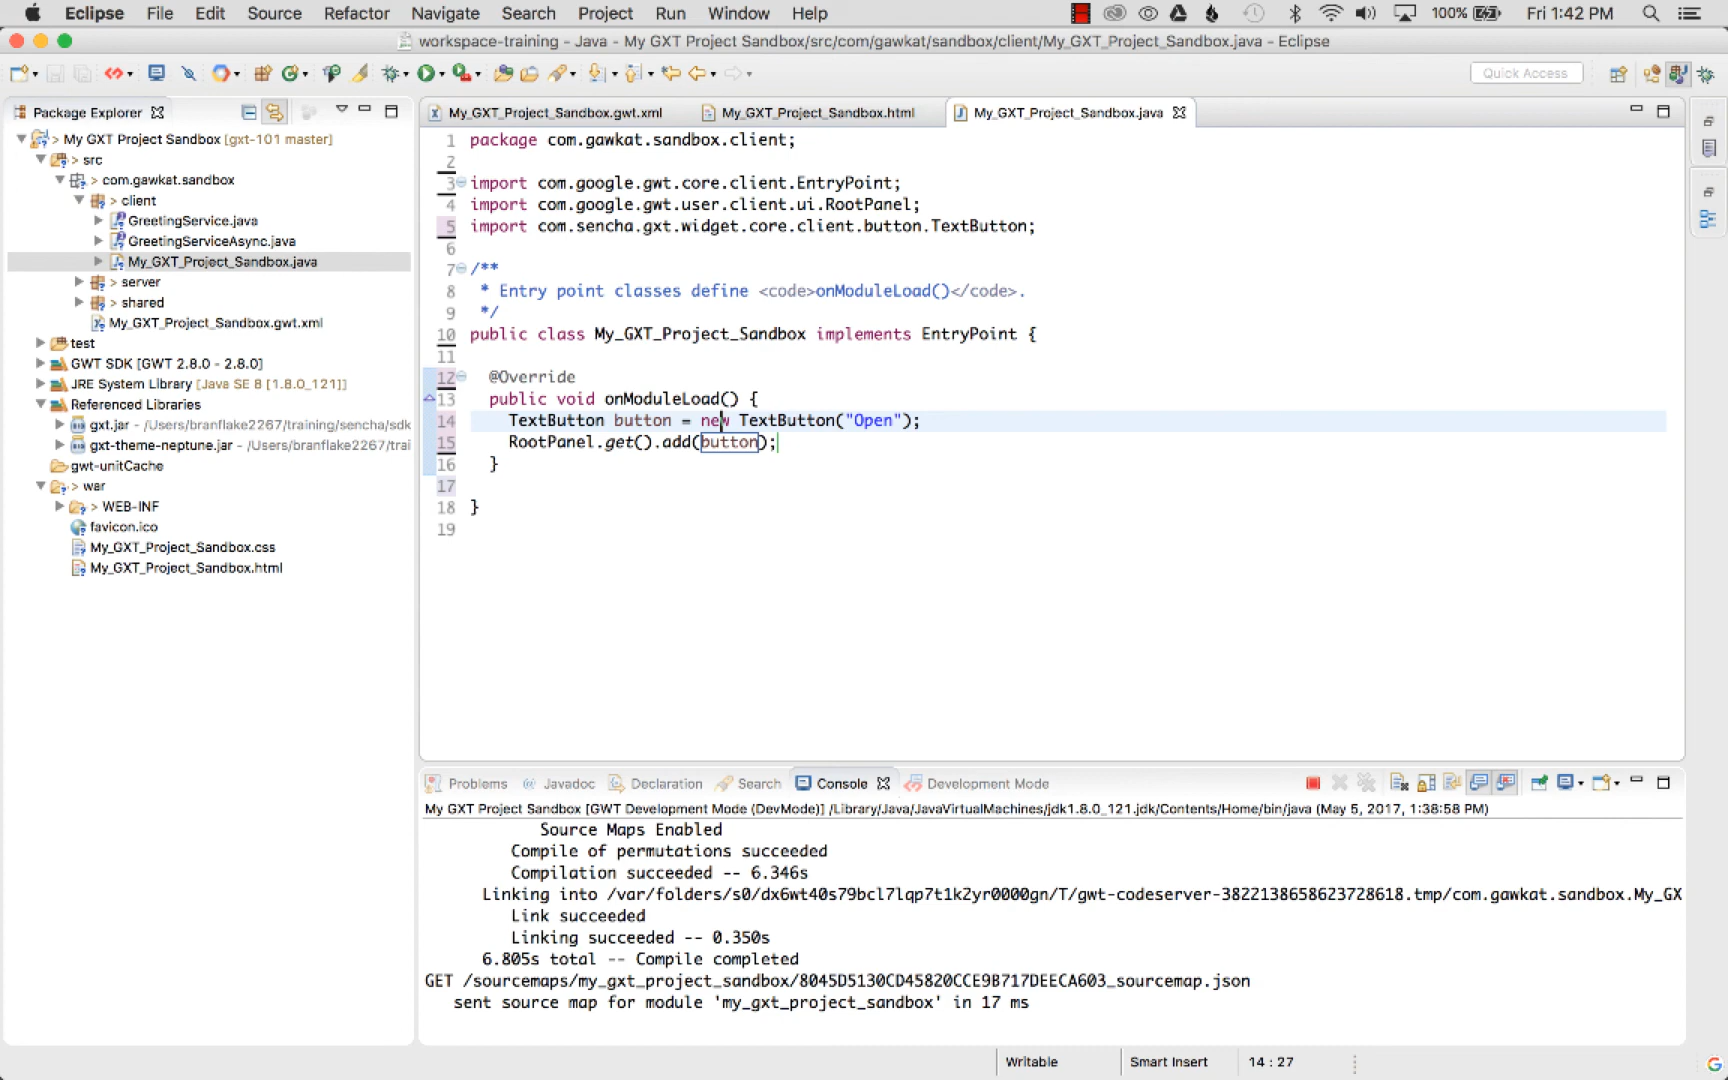 Eclipse File Edit Source Refactor Navigate Search Project Run Window Help 100% Fri 1:42 PM
workspace-training - Java - My GXT Project Sandbox/src/com/gawkat/sandbox/client/My_GXT_Project_Sandbox.java - Eclipse
Quick Access
Package Explorer
My GXT Project Sandbox [gxt-101 master]
> src
> com.gawkat.sandbox
> client
GreetingService.java
GreetingServiceAsync.java
My_GXT_Project_Sandbox.java
> server
> shared
My_GXT_Project_Sandbox.gwt.xml
test
GWT SDK [GWT 2.8.0 - 2.8.0]
JRE System Library [Java SE 8 [1.8.0_121]]
Referenced Libraries
gxt.jar - /Users/branflake2267/training/sencha/sdk
gxt-theme-neptune.jar - /Users/branflake2267/trai
gwt-unitCache
> war
> WEB-INF
favicon.ico
My_GXT_Project_Sandbox.css
My_GXT_Project_Sandbox.html
My_GXT_Project_Sandbox.gwt.xml My_GXT_Project_Sandbox.html My_GXT_Project_Sandbox.java
1 package com.gawkat.sandbox.client;
2
3 import com.google.gwt.core.client.EntryPoint;
4 import com.google.gwt.user.client.ui.RootPanel;
5 import com.sencha.gxt.widget.core.client.button.TextButton;
6
7 /**
8 * Entry point classes define <code>onModuleLoad()</code>.
9 */
10 public class My_GXT_Project_Sandbox implements EntryPoint {
11
12 @Override
13 public void onModuleLoad() {
14 TextButton button = new TextButton("Open");
15 RootPanel.get().add(button);
16 }
17
18 }
19
Problems @ Javadoc Declaration Search Console Development Mode
My GXT Project Sandbox [GWT Development Mode (DevMode)] /Library/Java/JavaVirtualMachines/jdk1.8.0_121.jdk/Contents/Home/bin/java (May 5, 2017, 1:38:58 PM)
Source Maps Enabled
Compile of permutations succeeded
Compilation succeeded -- 6.346s
Linking into /var/folders/s0/dx6wt40s79bcl7lqp7t1k2yr0000gn/T/gwt-codeserver-3822138658623728618.tmp/com.gawkat.sandbox.My_GX
Link succeeded
Linking succeeded -- 0.350s
6.805s total -- Compile completed
GET /sourcemaps/my_gxt_project_sandbox/8045D5130CD45820CCE9B717DEECA603_sourcemap.json
sent source map for module 'my_gxt_project_sandbox' in 17 ms
Writable Smart Insert 14 : 27